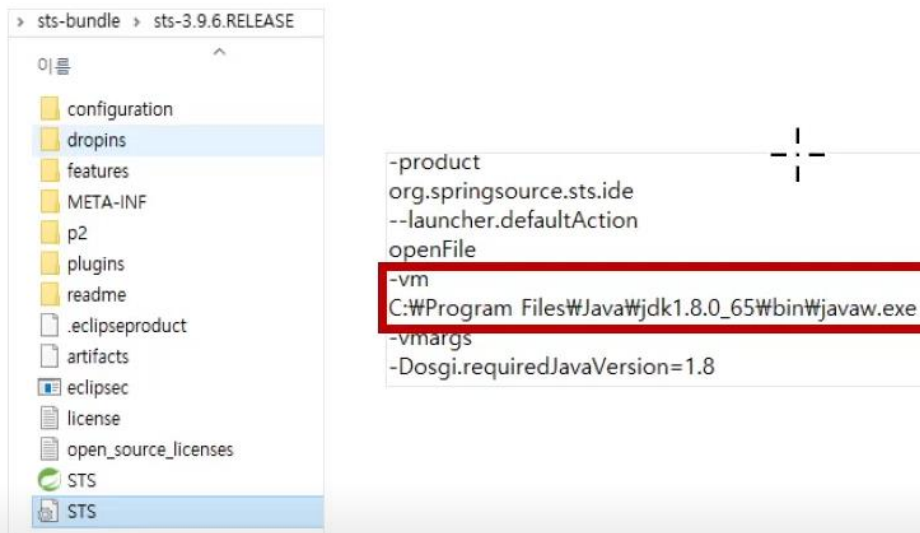 > sts-bundle > sts-3.9.6.RELEASE
이름
configuration
dropins
features
META-INF
p2
plugins
readme
.eclipseproduct
artifacts
eclipsec
license
open_source_licenses
STS
STS
-product
org.springsource.sts.ide
--launcher.defaultAction
openFile
-vm
C:₩Program Files₩Java₩jdk1.8.0_65₩bin₩javaw.exe
-vmargs
-Dosgi.requiredJavaVersion=1.8